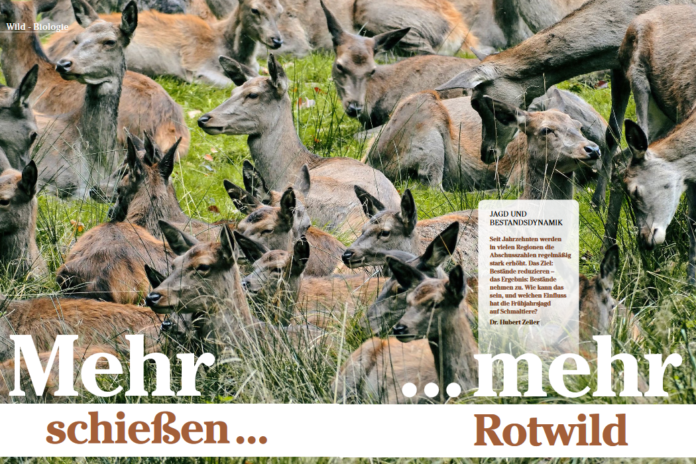 Wild - Biologie
JAGD UND
BESTANDSDYNAMIK
Seit Jahrzehnten werden
in vielen Regionen die
Abschusszahlen regelmäßig
stark erhöht. Das Ziel:
Bestände reduzieren –
das Ergebnis: Bestände
nehmen zu. Wie kann das
sein, und welchen Einfluss
hat die Frühjahrsjagd
auf Schmaltiere?
Dr. Hubert Zeiler
Mehr
schießen ...
... mehr
Rotwild